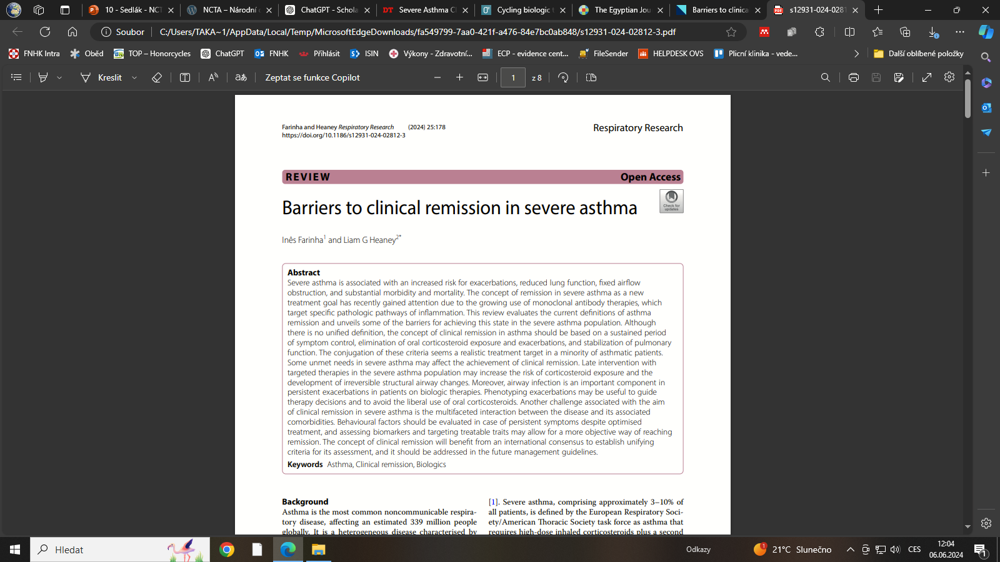 10 - Sedlák - NCT
NCTA – Národní
ChatGPT - Schola
DT Severe Asthma C
Cycling biologic t
The Egyptian Jou
Barriers to clinica
s12931-024-0281
Soubor C:/Users/TAKA~1/AppData/Local/Temp/MicrosoftEdgeDownloads/fa549799-7aa0-421f-a476-84e7bc0ab848/s12931-024-02812-3.pdf
FNHK Intra Oběd BN TOP – Honorcycles ChatGPT FNHK Přihlásit ISIN Výkony - Zdravotní... ECP - evidence cent... FileSender HELPDESK OVS Plicní klinika - vede... Další oblíbené položky
Kreslit aあ Zeptat se funkce Copilot 1 z 8
Farinha and Heaney Respiratory Research (2024) 25:178
https://doi.org/10.1186/s12931-024-02812-3
Respiratory Research
REVIEW Open Access
Check for
updates
Barriers to clinical remission in severe asthma
Inês Farinha1 and Liam G Heaney2*
Abstract
Severe asthma is associated with an increased risk for exacerbations, reduced lung function, fixed airflow
obstruction, and substantial morbidity and mortality. The concept of remission in severe asthma as a new
treatment goal has recently gained attention due to the growing use of monoclonal antibody therapies, which
target specific pathologic pathways of inflammation. This review evaluates the current definitions of asthma
remission and unveils some of the barriers for achieving this state in the severe asthma population. Although
there is no unified definition, the concept of clinical remission in asthma should be based on a sustained period
of symptom control, elimination of oral corticosteroid exposure and exacerbations, and stabilization of pulmonary
function. The conjugation of these criteria seems a realistic treatment target in a minority of asthmatic patients.
Some unmet needs in severe asthma may affect the achievement of clinical remission. Late intervention with
targeted therapies in the severe asthma population may increase the risk of corticosteroid exposure and the
development of irreversible structural airway changes. Moreover, airway infection is an important component in
persistent exacerbations in patients on biologic therapies. Phenotyping exacerbations may be useful to guide
therapy decisions and to avoid the liberal use of oral corticosteroids. Another challenge associated with the aim
of clinical remission in severe asthma is the multifaceted interaction between the disease and its associated
comorbidities. Behavioural factors should be evaluated in case of persistent symptoms despite optimised
treatment, and assessing biomarkers and targeting treatable traits may allow for a more objective way of reaching
remission. The concept of clinical remission will benefit from an international consensus to establish unifying
criteria for its assessment, and it should be addressed in the future management guidelines.
Keywords Asthma, Clinical remission, Biologics
Background
Asthma is the most common noncommunicable respira-
tory disease, affecting an estimated 339 million people
globally. It is a heterogeneous disease characterised by
[1]. Severe asthma, comprising approximately 3–10% of
all patients, is defined by the European Respiratory Soci-
ety/American Thoracic Society task force as asthma that
requires high-dose inhaled corticosteroids plus a second
Hledat
Odkazy
1
21°C Slunečno
CES
12:04
06.06.2024
1